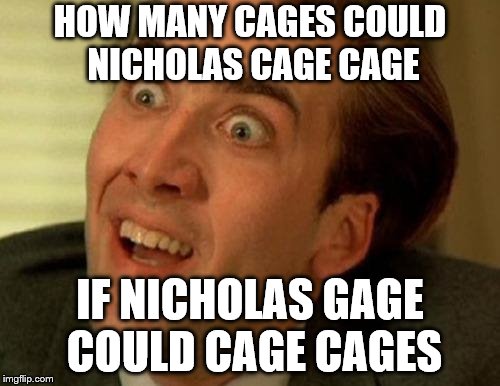 HOW MANY CAGES COULD
NICHOLAS CAGE CAGE
IF NICHOLAS GAGE
COULD CAGE CAGES
imgflip.com